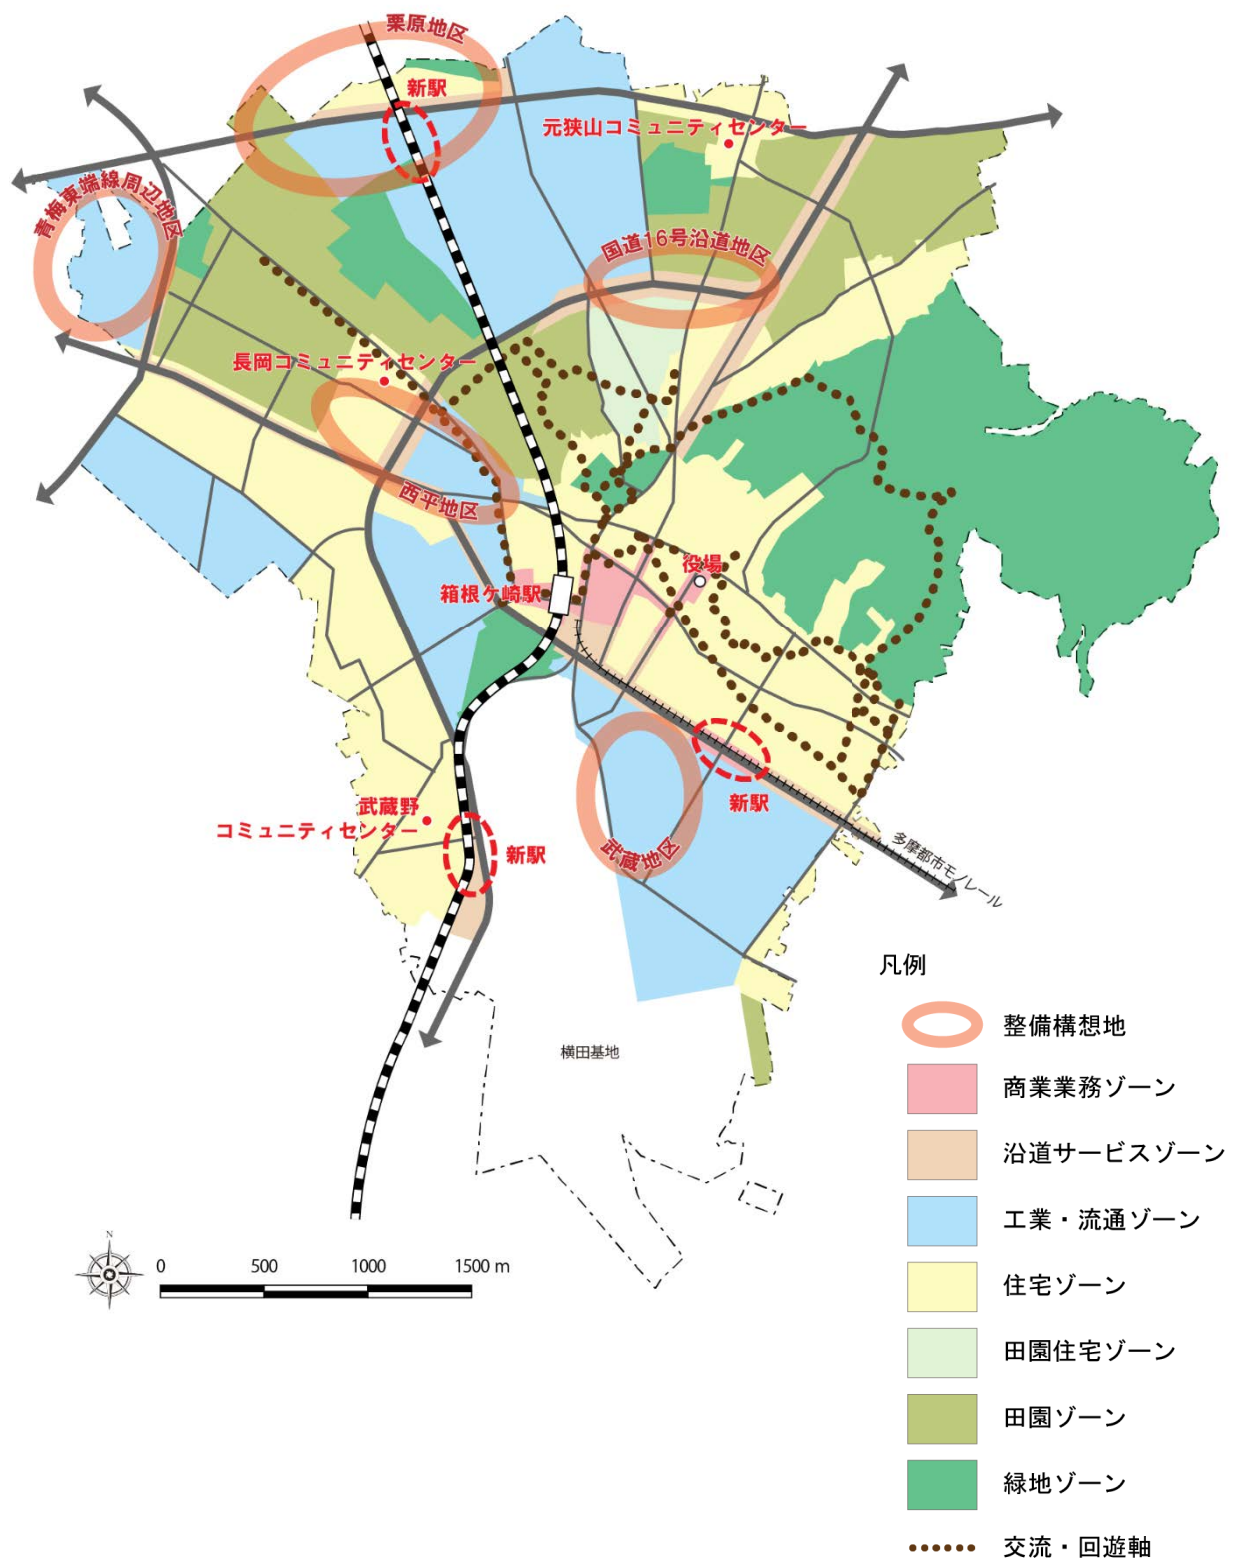 栗原地区
新駅
元狭山コミュニティセンター
青梅東端線周辺地区
国道16号沿道地区
長岡コミュニティセンター
西平地区
役場
箱根ケ崎駅
武蔵野
コミュニティセンター
新駅
新駅
武蔵地区
多摩都市モノレール
横田基地
N
0 500 1000 1500 m
凡例
整備構想地
商業業務ゾーン
沿道サービスゾーン
工業・流通ゾーン
住宅ゾーン
田園住宅ゾーン
田園ゾーン
緑地ゾーン
交流・回遊軸